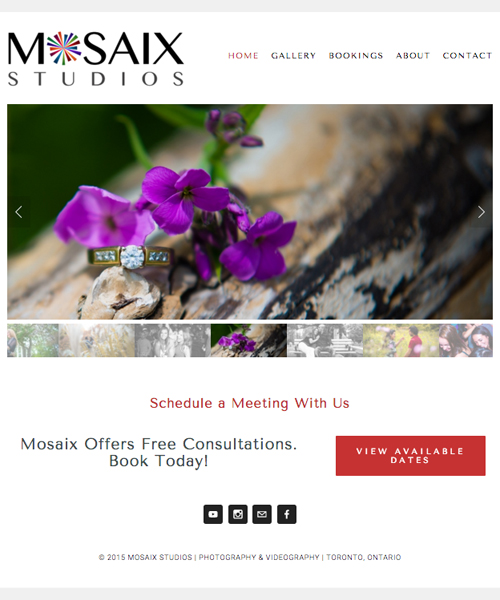 MOSAIX
STUDIOS
HOME GALLERY BOOKINGS ABOUT CONTACT
Schedule a Meeting With Us
Mosaix Offers Free Consultations.
Book Today!
VIEW AVAILABLE
DATES
© 2015 MOSAIX STUDIOS | PHOTOGRAPHY & VIDEOGRAPHY | TORONTO, ONTARIO